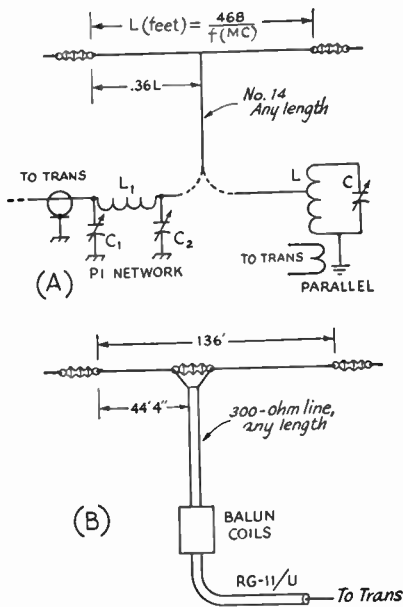 L (feet) = 468 / f(MC)
.36L
No. 14
Any length
TO TRANS
L₁
L
C
C₁
C₂
PI NETWORK
TO TRANS
PARALLEL
(A)
136'
44'4"
300-ohm line,
any length
(B)
BALUN
COILS
RG-11/U
To Trans